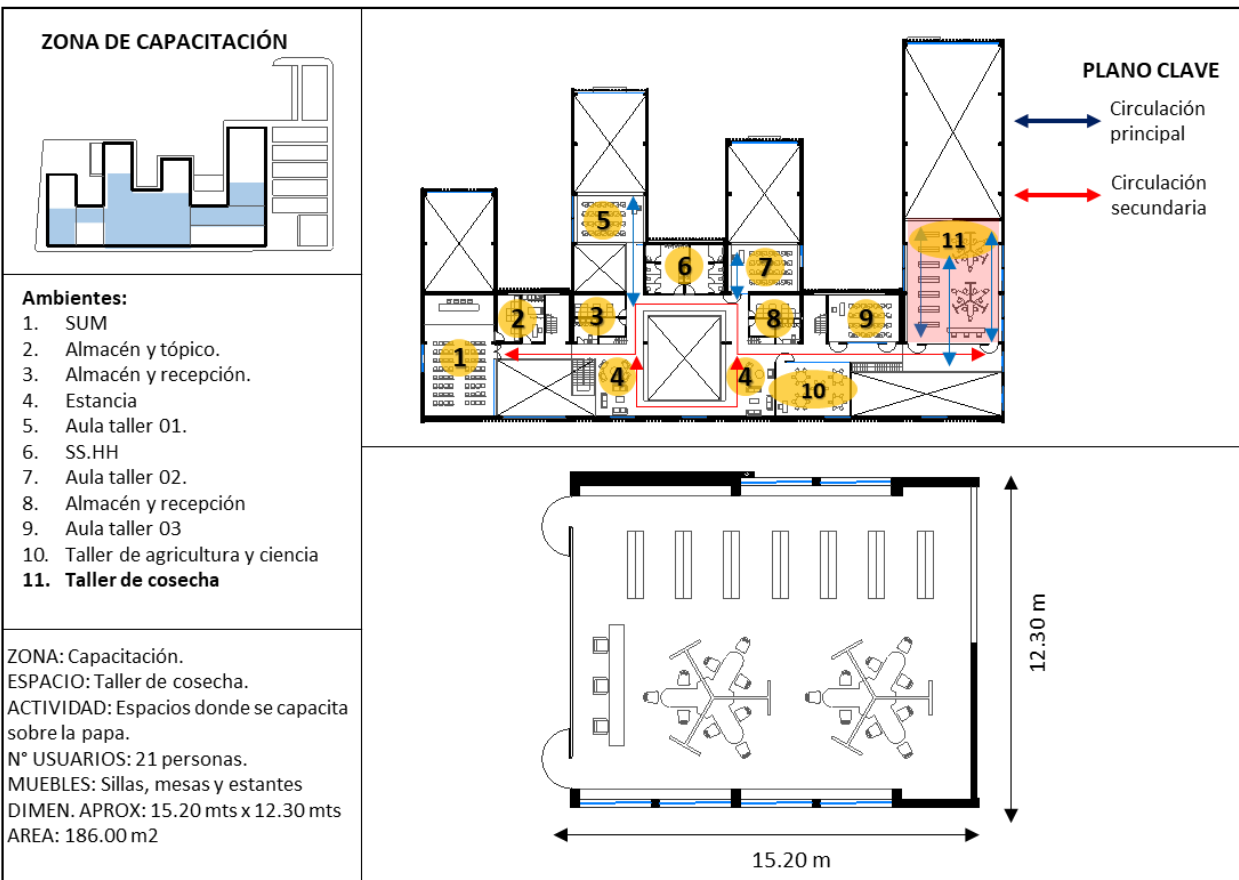 ZONA DE CAPACITACIÓN
Ambientes:
1. SUM
2. Almacén y tópico.
3. Almacén y recepción.
4. Estancia
5. Aula taller 01.
6. SS.HH
7. Aula taller 02.
8. Almacén y recepción
9. Aula taller 03
10. Taller de agricultura y ciencia
11. Taller de cosecha
ZONA: Capacitación.
ESPACIO: Taller de cosecha.
ACTIVIDAD: Espacios donde se capacita
sobre la papa.
N° USUARIOS: 21 personas.
MUEBLES: Sillas, mesas y estantes
DIMEN. APROX: 15.20 mts x 12.30 mts
AREA: 186.00 m2
PLANO CLAVE
Circulación
principal
Circulación
secundaria
5
11
6
7
2
3
8
9
1
4
4
10
12.30 m
15.20 m